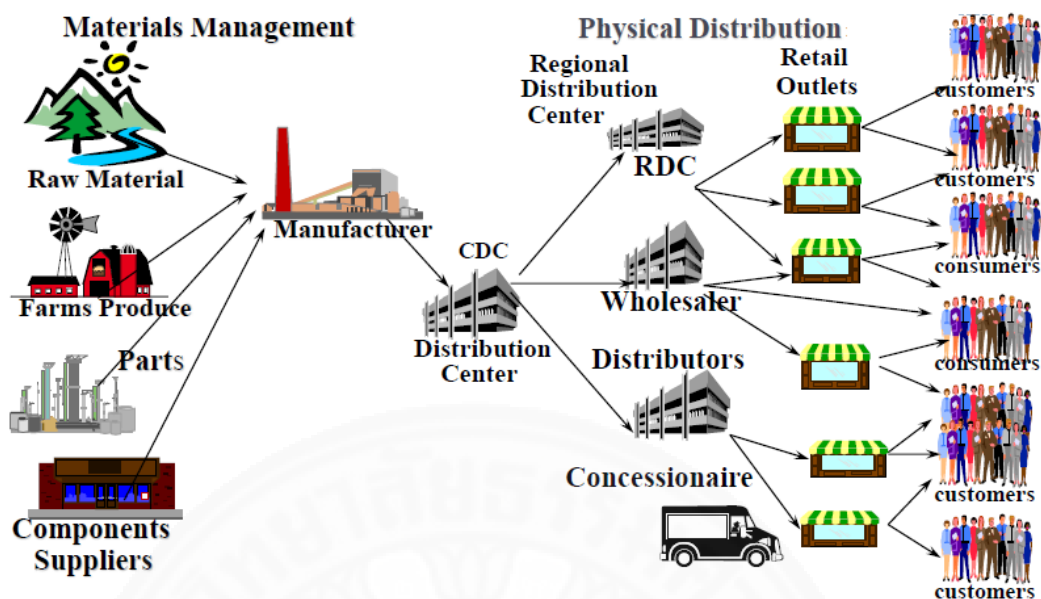 Materials Management
Raw Material
Farms Produce
Parts
Components
Suppliers
Manufacturer
CDC
Distribution
Center
Physical Distribution
Regional
Distribution
Center
RDC
Wholesaler
Distributors
Concessionaire
Retail
Outlets
customers
customers
consumers
consumers
customers
customers